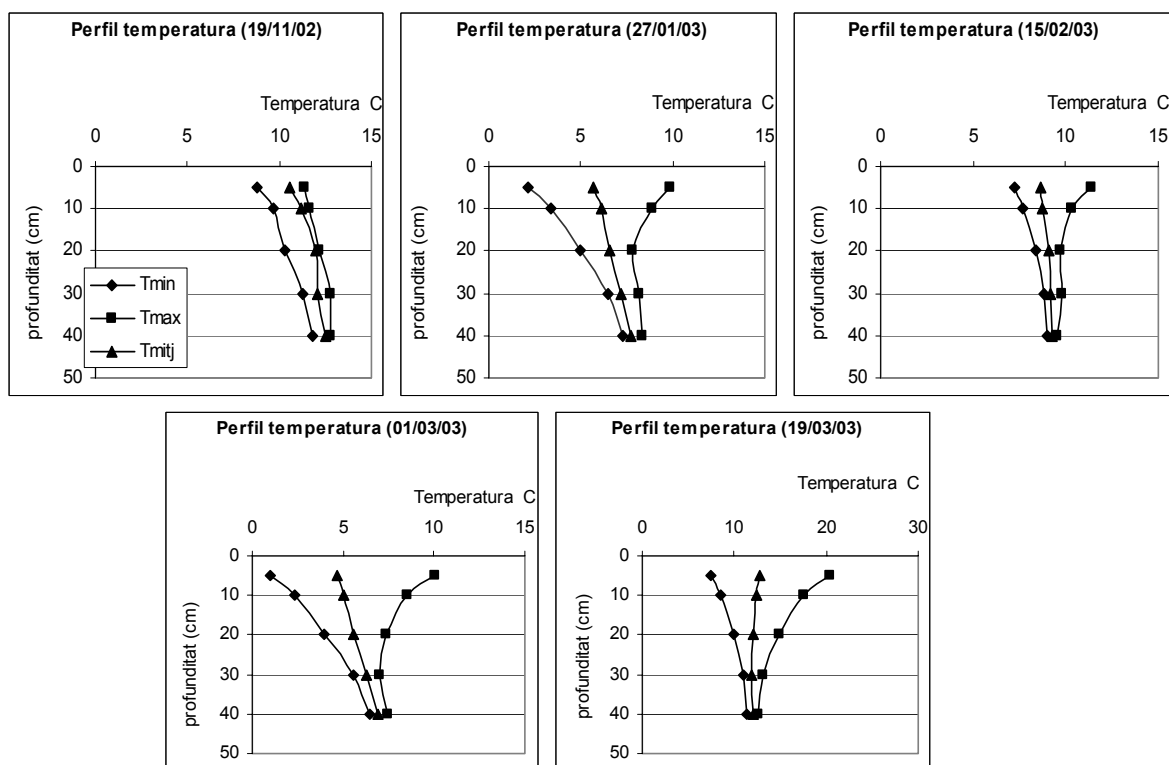 Perfil temperatura (19/11/02)
Temperatura C
0 5 10 15
0
10
20
30
40
50
profunditat (cm)
Tmin
Tmax
Tmitj
Perfil temperatura (27/01/03)
Temperatura C
0 5 10 15
0
10
20
30
40
50
profunditat (cm)
Perfil temperatura (15/02/03)
Temperatura C
0 5 10 15
0
10
20
30
40
50
profunditat (cm)
Perfil temperatura (01/03/03)
Temperatura C
0 5 10 15
0
10
20
30
40
50
profunditat (cm)
Perfil temperatura (19/03/03)
Temperatura C
0 10 20 30
0
10
20
30
40
50
profunditat (cm)